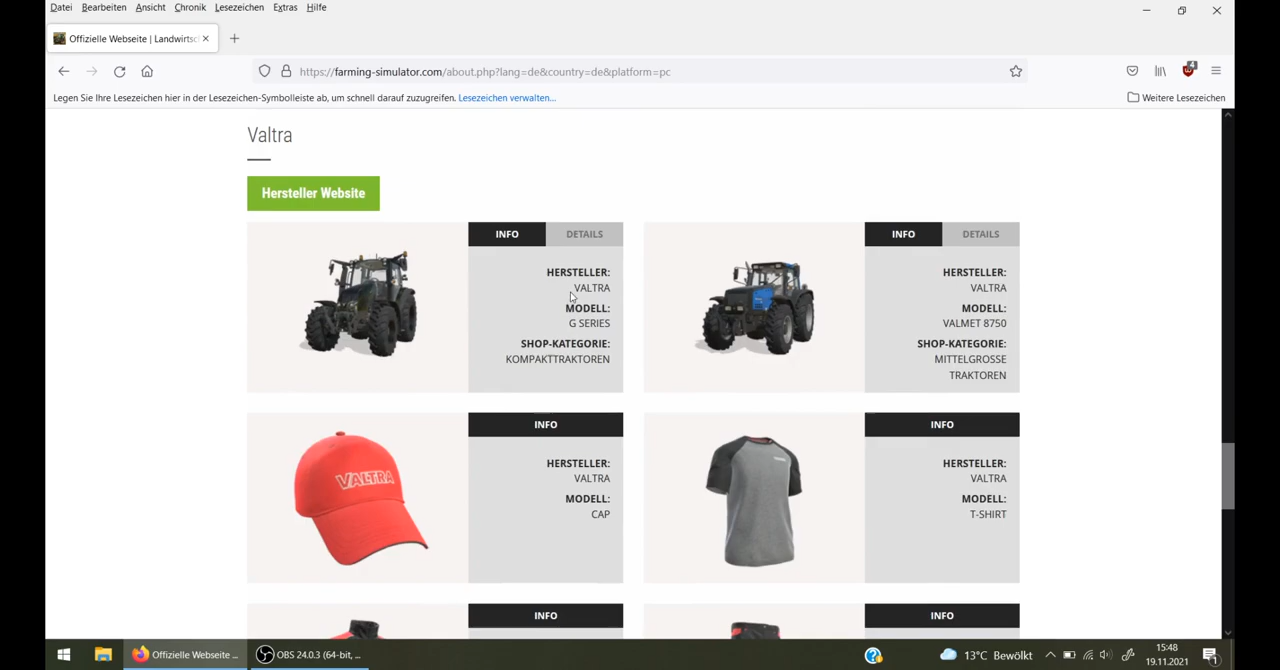 Datei Bearbeiten Ansicht Chronik Lesezeichen Extras Hilfe
Offizielle Webseite | Landwirtsc
https://farming-simulator.com/about.php?lang=de&country=de&platform=pc
4
Legen Sie Ihre Lesezeichen hier in der Lesezeichen-Symbolleiste ab, um schnell darauf zuzugreifen. Lesezeichen verwalten...
Weitere Lesezeichen
Valtra
Hersteller Website
INFO DETAILS
HERSTELLER:
VALTRA
MODELL:
G SERIES
SHOP-KATEGORIE:
KOMPAKTTRAKTOREN
INFO DETAILS
HERSTELLER:
VALTRA
MODELL:
VALMET 8750
SHOP-KATEGORIE:
MITTELGROSSE
TRAKTOREN
VALTRA
INFO
HERSTELLER:
VALTRA
MODELL:
CAP
INFO
HERSTELLER:
VALTRA
MODELL:
T-SHIRT
INFO
INFO
Offizielle Webseite ...
OBS 24.0.3 (64-bit, ...
13°C Bewölkt
15:48
19.11.2021
1